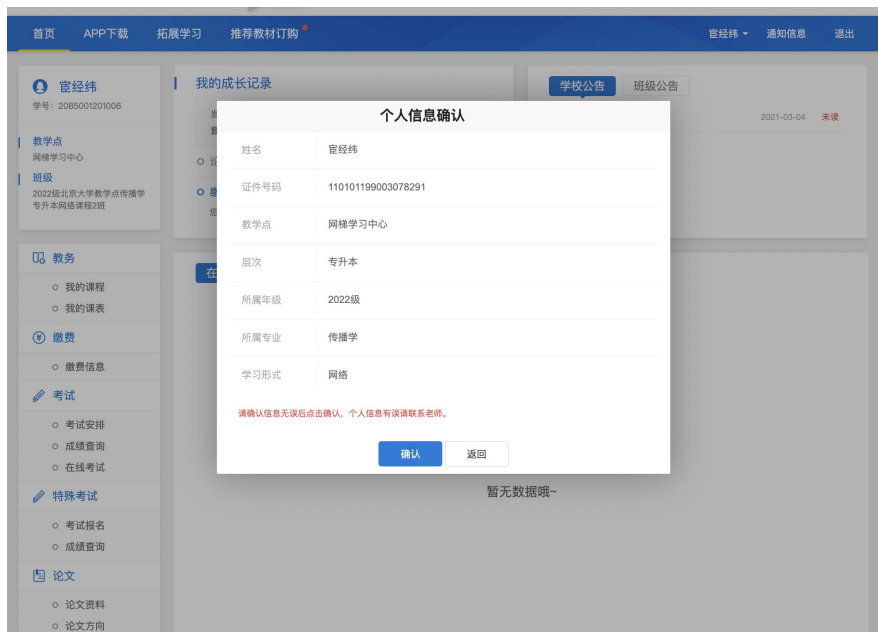 首页 APP下载 拓展学习 推荐教材订购 宦经纬 通知信息 退出
宦经纬
学号: 2085001201006
教学点
网梯学习中心
班级
2022级北京大学教学点传播学
专升本网络课程2班
教务
我的课程
我的课表
缴费
缴费信息
考试
考试安排
成绩查询
在线考试
特殊考试
考试报名
成绩查询
论文
论文资料
论文方向
我的成长记录
学校公告 班级公告
2021-03-04 未读
个人信息确认
姓名 宦经纬
证件号码 110101199003078291
教学点 网梯学习中心
层次 专升本
所属年级 2022级
所属专业 传播学
学习形式 网络
请确认信息无误后点击确认, 个人信息有误请联系老师。
确认 返回
在
暂无数据哦~